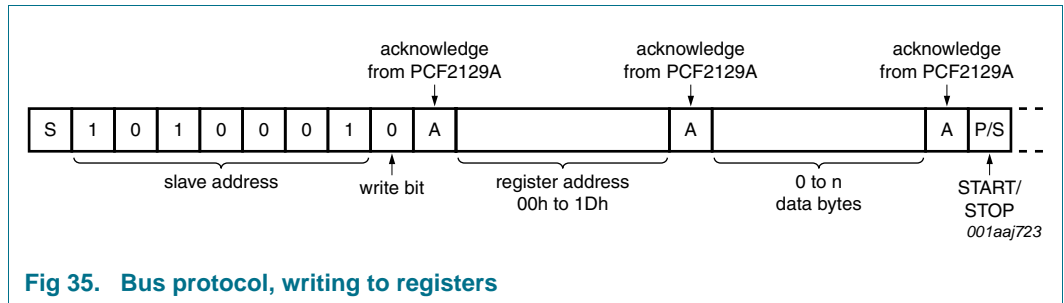 acknowledge
from PCF2129A
acknowledge
from PCF2129A
acknowledge
from PCF2129A
S 1 0 1 0 0 0 1 0 A A A P/S
slave address
write bit
register address
00h to 1Dh
0 to n
data bytes
START/
STOP
001aaj723
Fig 35. Bus protocol, writing to registers